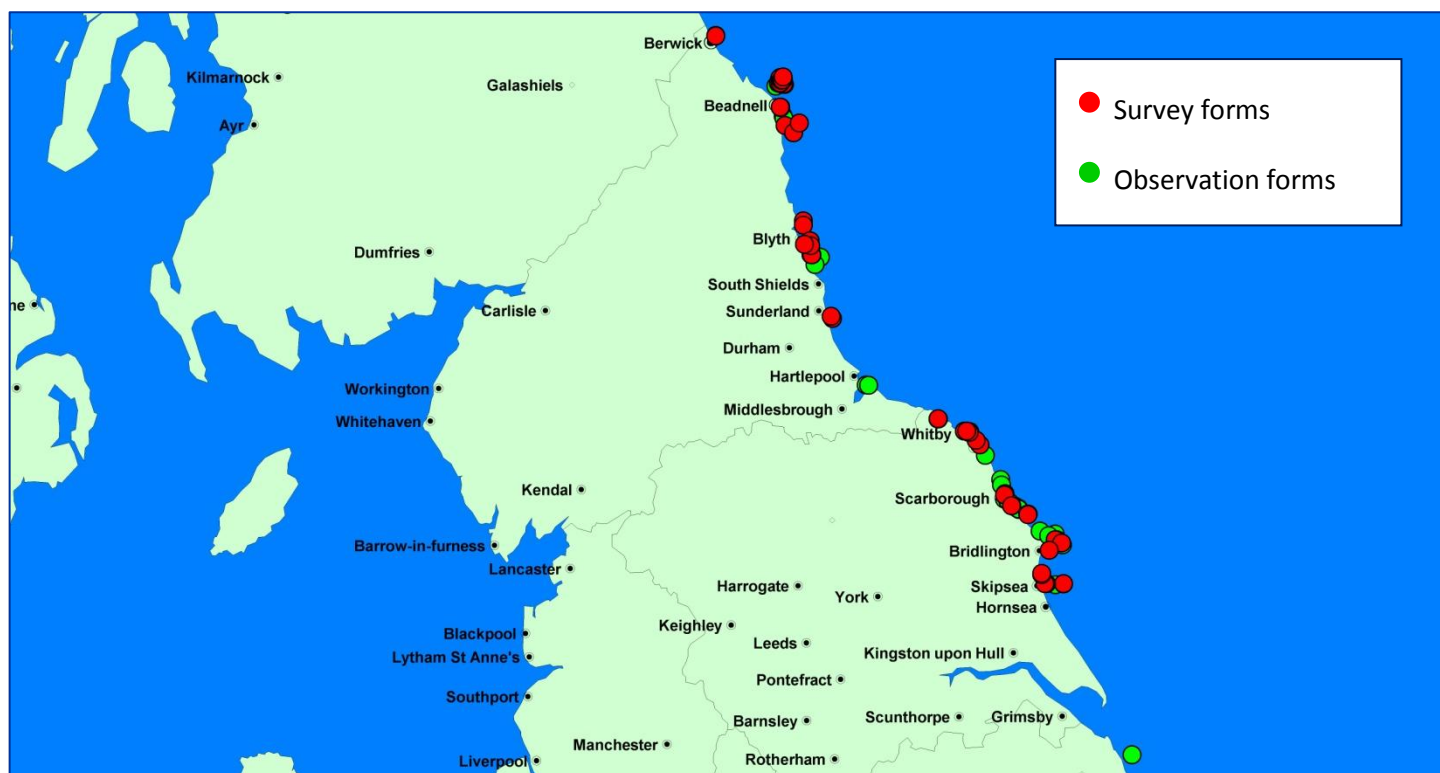 Berwick
Kilmarnock
Galashiels
Survey forms
Beadnell
Ayr
Observation forms
Blyth
Dumfries
South Shields
ne
Carlisle
Sunderland
Durham
Hartlepool
Workington
Middlesbrough
Whitehaven
Whitby
Kendal
Scarborough
Barrow-in-furness
Bridlington
Lancaster
Harrogate
Skipsea
York
Hornsea
Keighley
Blackpool
Leeds
Kingston upon Hull
Lytham St Anne's
Pontefract
Southport
Barnsley
Scunthorpe
Grimsby
Manchester
Rotherham
Liverpool